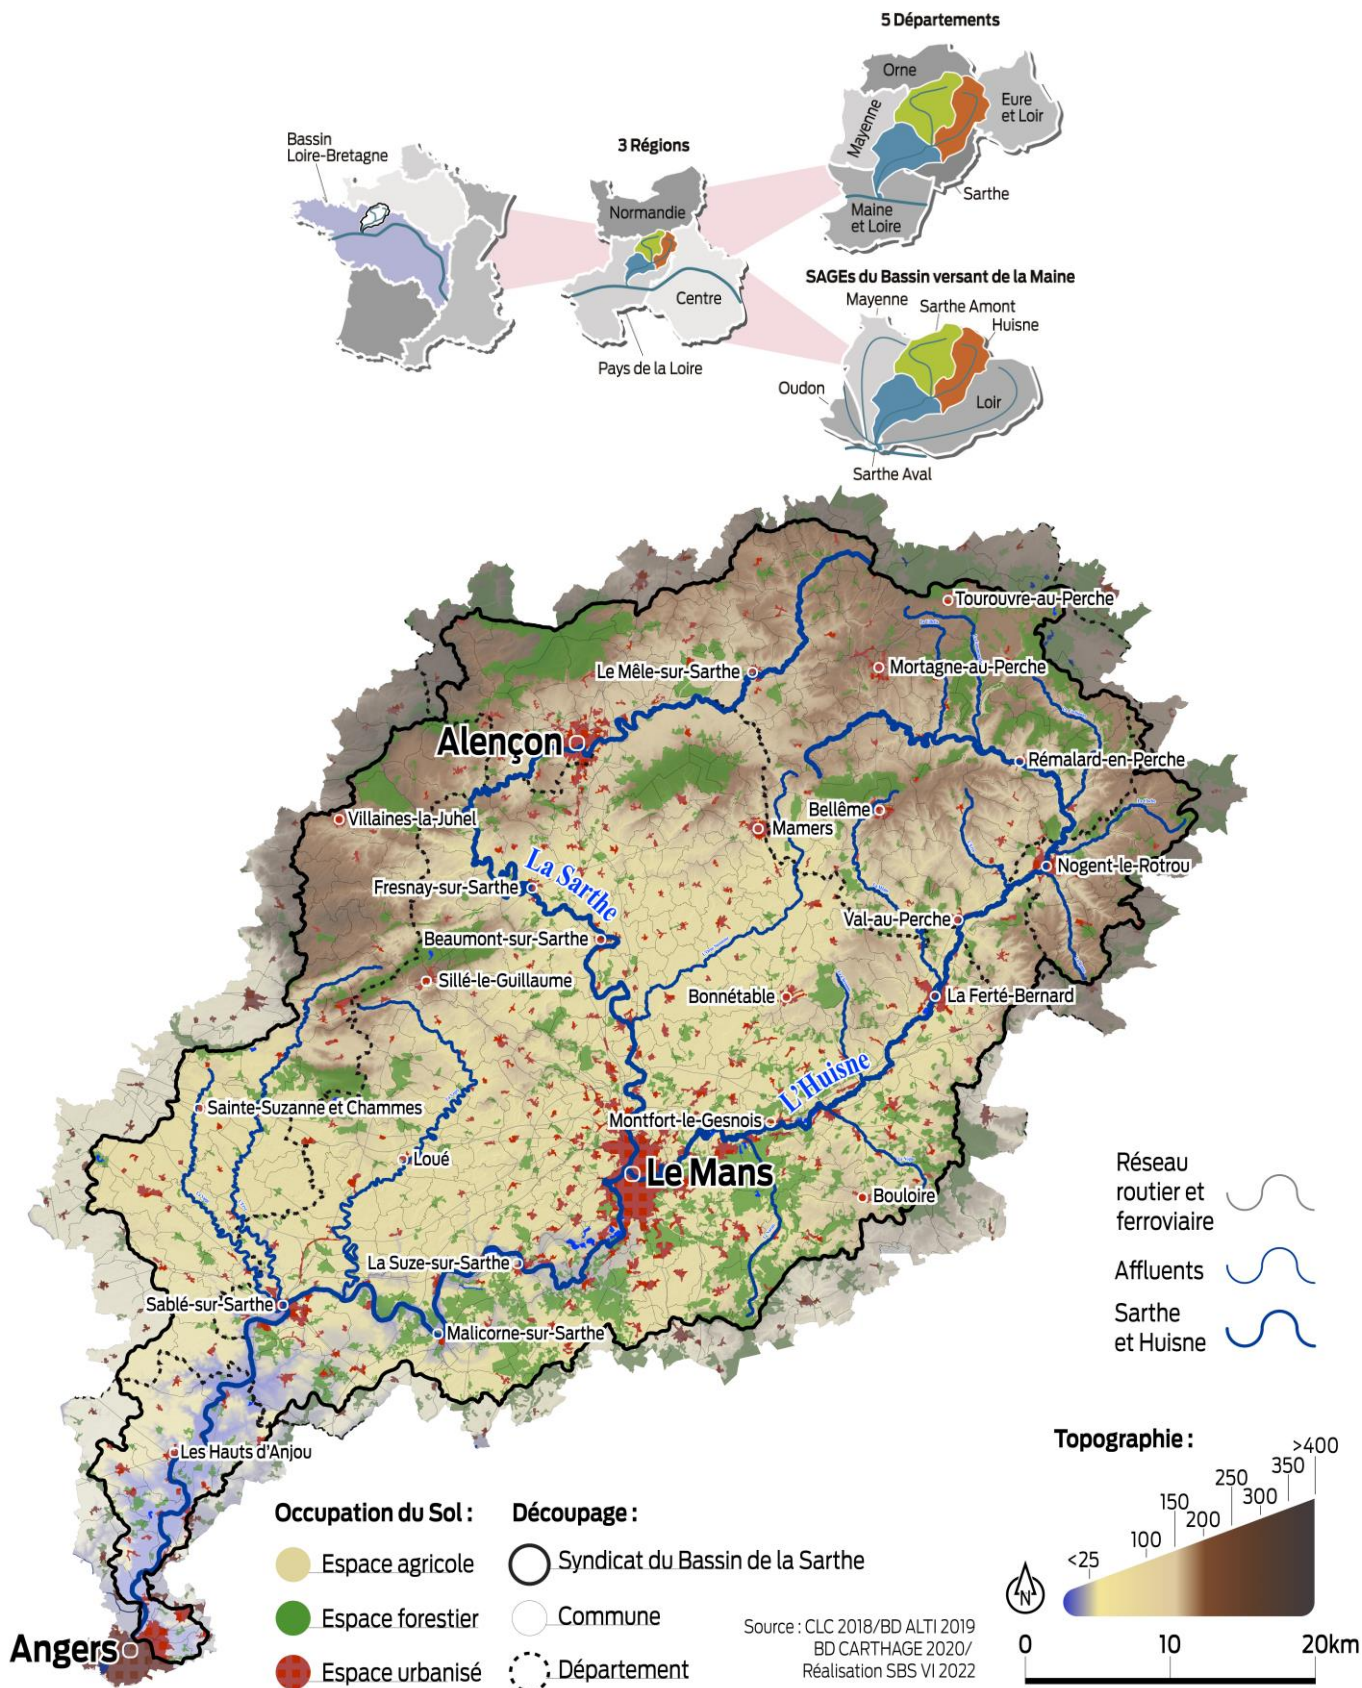 5 Départements
Orne
Eure
et Loir
Mayenne
Sarthe
Maine
et Loire
Bassin
Loire-Bretagne
3 Régions
Normandie
Centre
Pays de la Loire
SAGEs du Bassin versant de la Maine
Mayenne
Sarthe Amont
Huisne
Oudon
Loir
Sarthe Aval
Tourouvre-au-Perche
Le Mêle-sur-Sarthe
Mortagne-au-Perche
Alençon
Rémalard-en-Perche
Villaines-la-Juhel
Bellême
Mamers
Nogent-le-Rotrou
La Sarthe
Fresnay-sur-Sarthe
Val-au-Perche
Beaumont-sur-Sarthe
Sillé-le-Guillaume
Bonnétable
La Ferté-Bernard
L'Huisne
Sainte-Suzanne et Chammes
Montfort-le-Gesnois
Loué
Le Mans
Bouloire
La Suze-sur-Sarthe
Sablé-sur-Sarthe
Malicorne-sur-Sarthe
Les Hauts d'Anjou
Angers
Réseau
routier et
ferroviaire
Affluents
Sarthe
et Huisne
Topographie :
<25
100
150
200
250
300
350
>400
N
0
10
20km
Occupation du Sol :
Espace agricole
Espace forestier
Espace urbanisé
Découpage :
Syndicat du Bassin de la Sarthe
Commune
Département
Source : CLC 2018/BD ALTI 2019
BD CARTHAGE 2020/
Réalisation SBS VI 2022